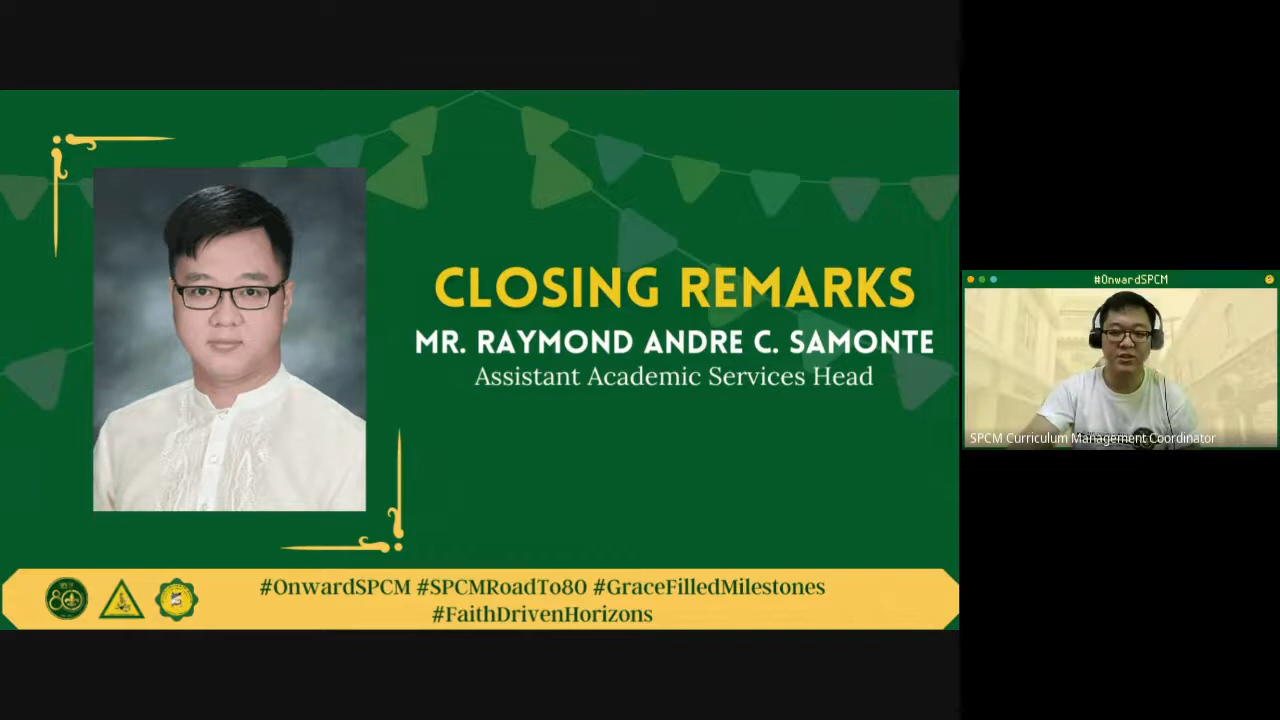 CLOSING REMARKS
MR. RAYMOND ANDRE C. SAMONTE
Assistant Academic Services Head
#OnwardSPCM #SPCMRoadTo80 #GraceFilledMilestones
#FaithDrivenHorizons
80
#OnwardSPCM
SPCM Curriculum Management Coordinator